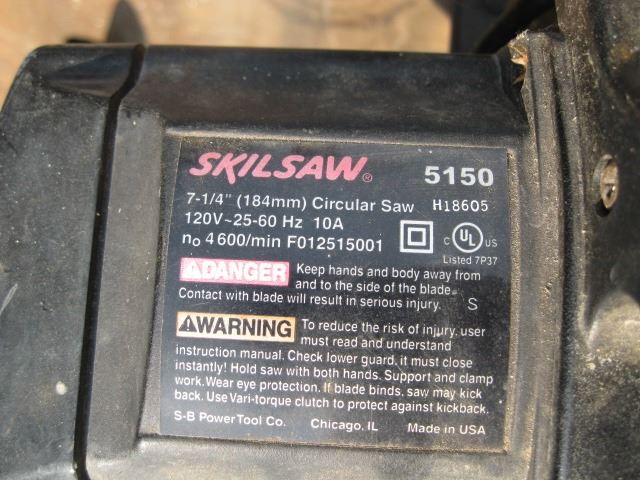 SKILSAW® 5150
7-1/4" (184mm) Circular Saw H18605
120V~25-60 Hz 10A
no 4600/min F012515001
C UL US
Listed 7P37
DANGER Keep hands and body away from
and to the side of the blade.
Contact with blade will result in serious injury. S
WARNING To reduce the risk of injury, user
must read and understand
instruction manual. Check lower guard, it must close
instantly! Hold saw with both hands. Support and clamp
work. Wear eye protection. If blade binds, saw may kick
back. Use Vari-torque clutch to protect against kickback.
S-B Power Tool Co. Chicago, IL Made in USA